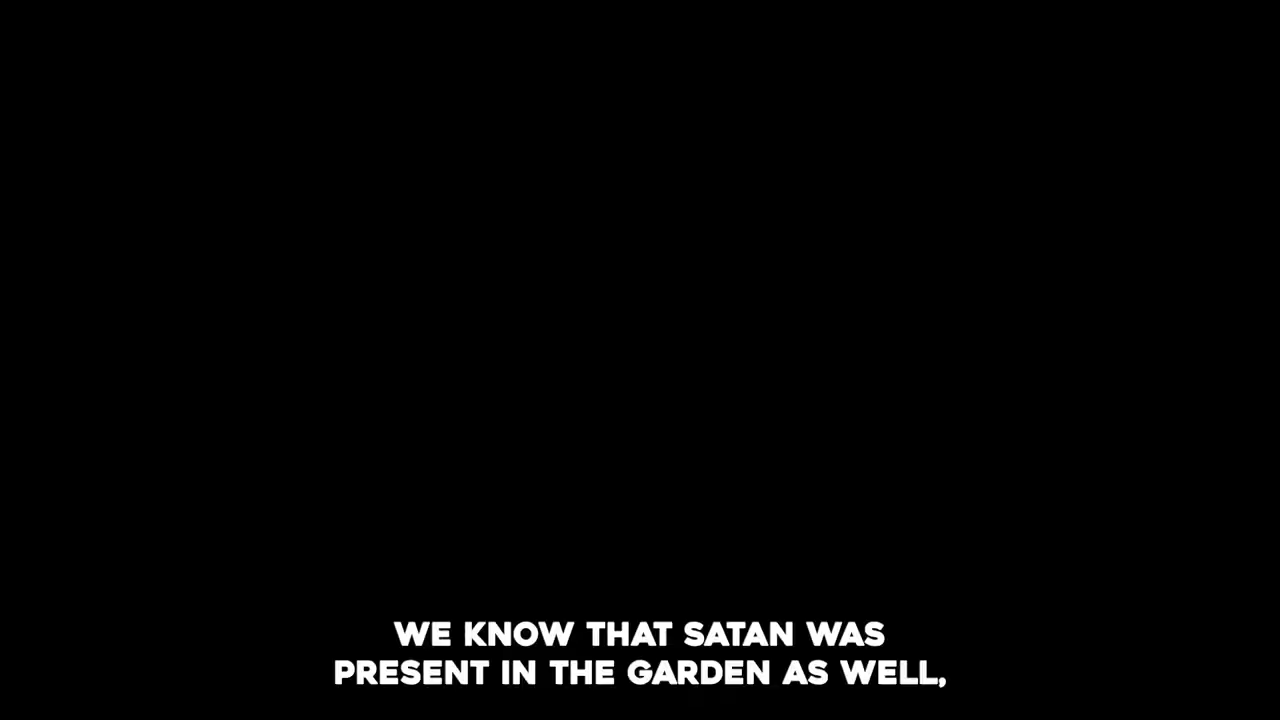 WE KNOW THAT SATAN WAS
PRESENT IN THE GARDEN AS WELL,